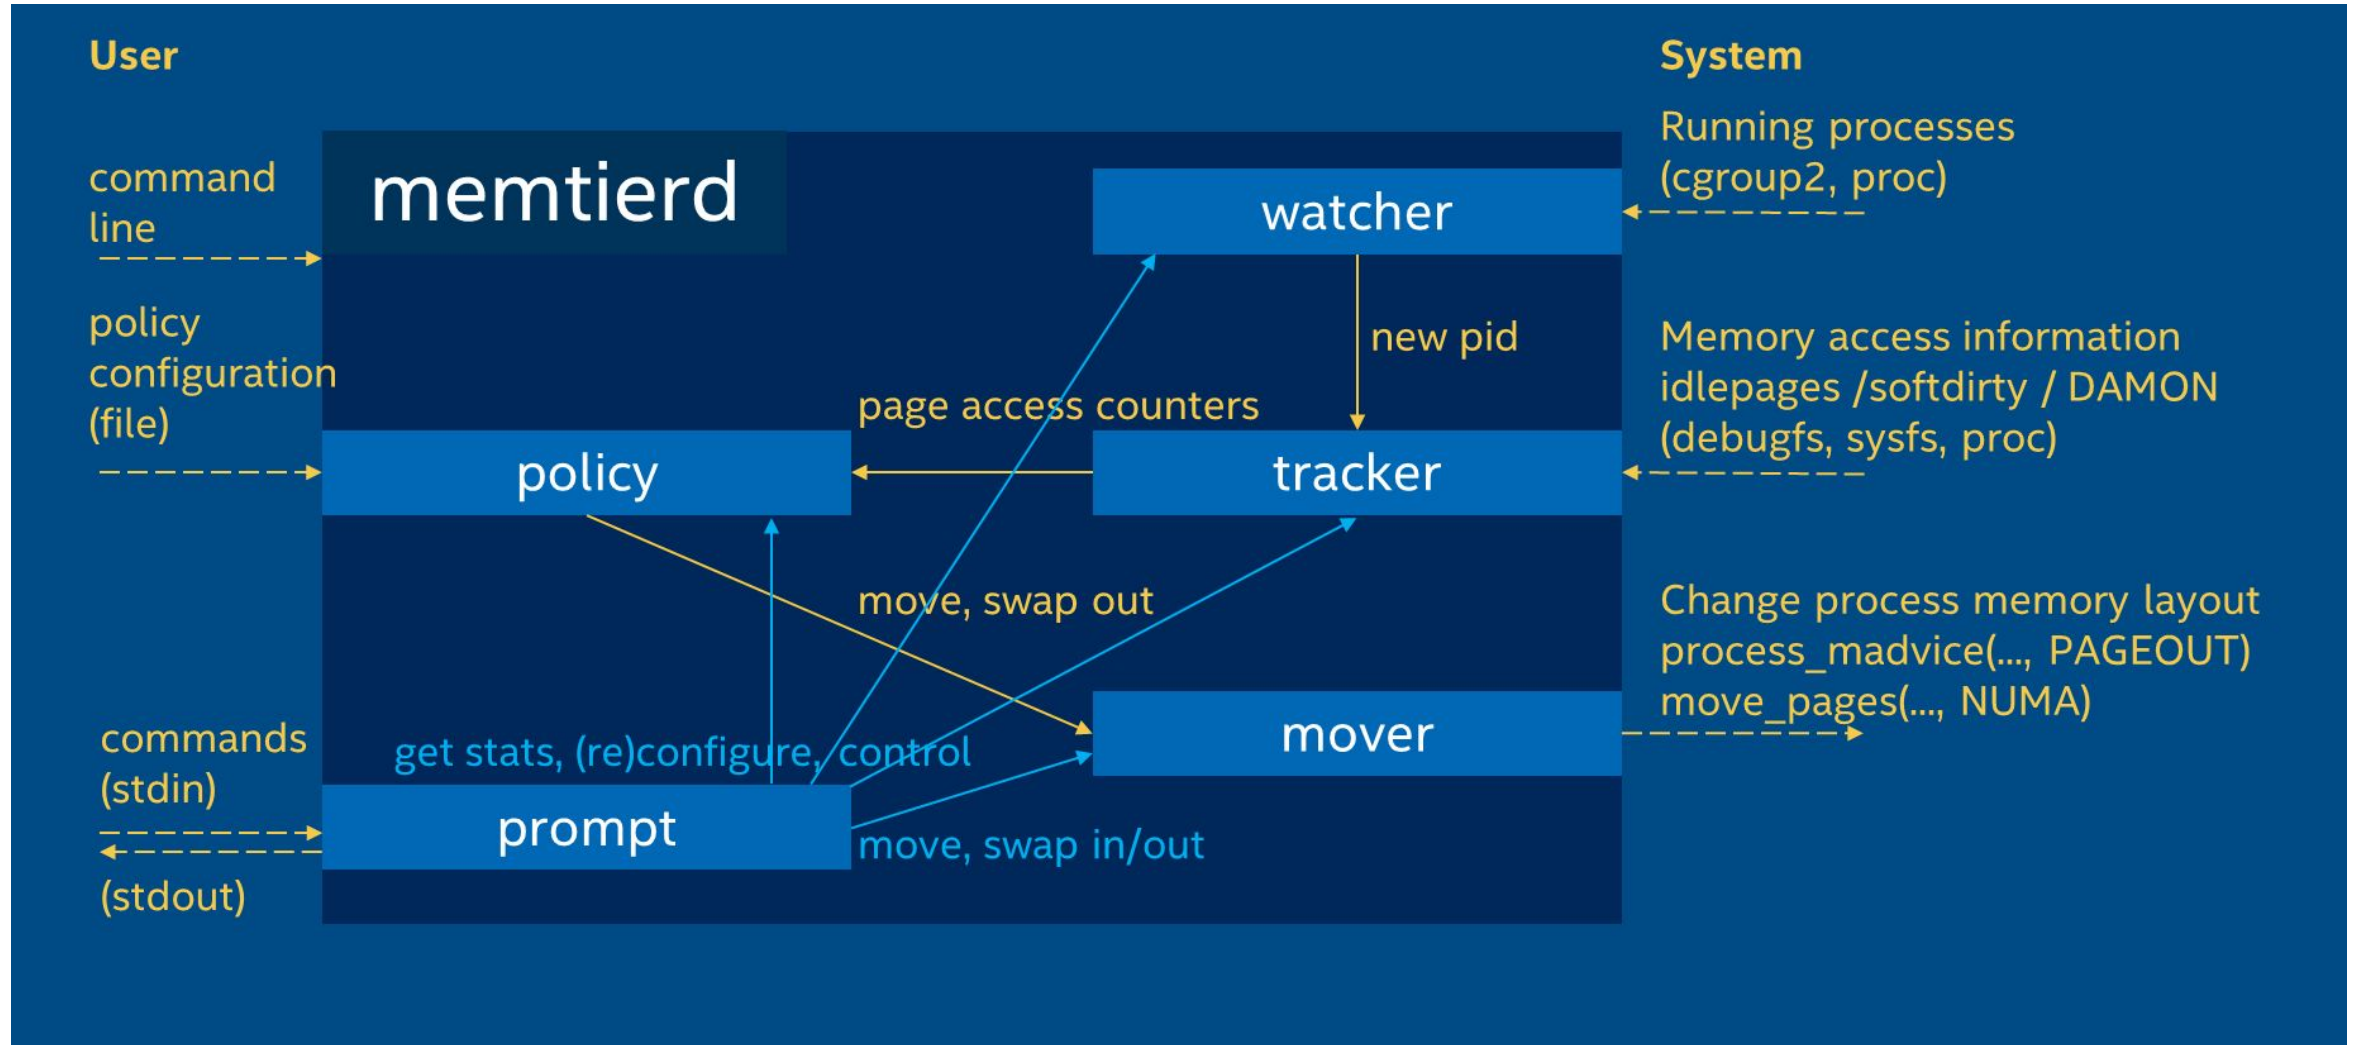 User
System
command
line
memtierd
watcher
Running processes
(cgroup2, proc)
policy
configuration
(file)
new pid
page access counters
Memory access information
idlepages /softdirty / DAMON
(debugfs, sysfs, proc)
policy
tracker
move, swap out
Change process memory layout
process_madvice(..., PAGEOUT)
move_pages(..., NUMA)
commands
(stdin)
get stats, (re)configure, control
mover
prompt
move, swap in/out
(stdout)